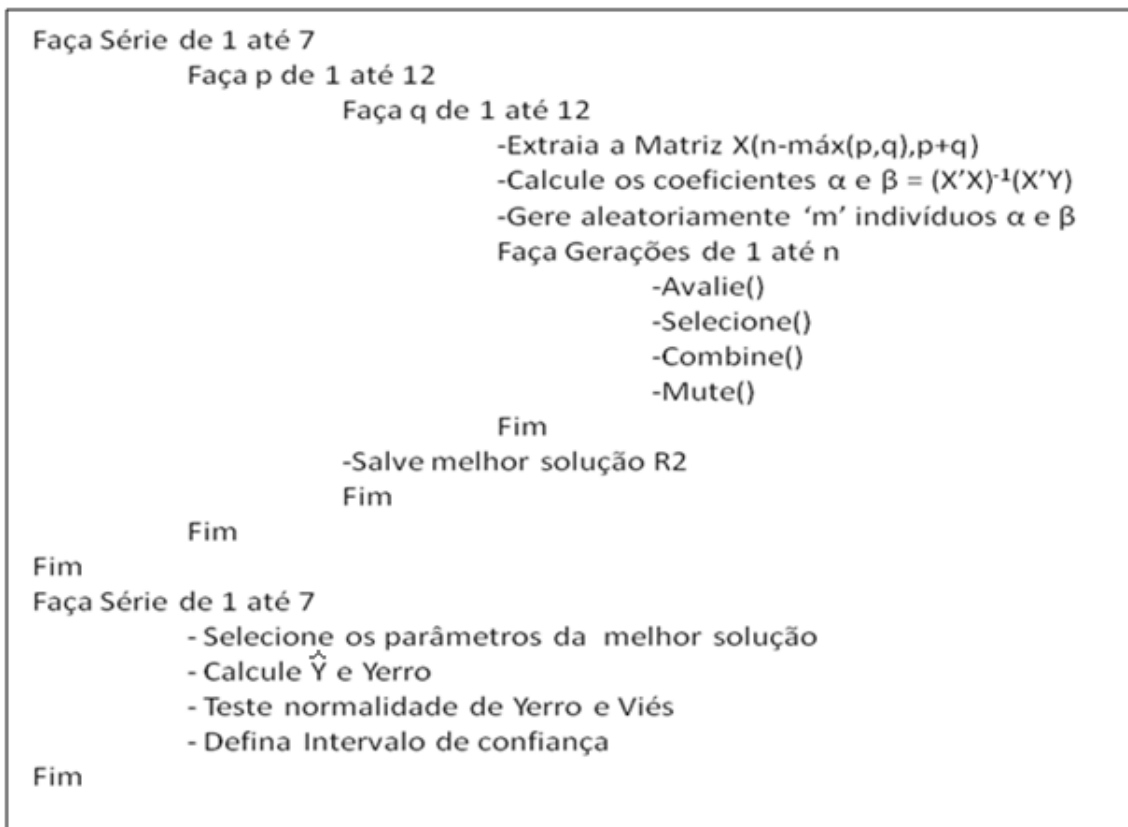 Faça Série de 1 até 7
Faça p de 1 até 12
Faça q de 1 até 12
-Extraia a Matriz X(n-máx(p,q),p+q)
-Calcule os coeficientes α e β = (X’X)⁻¹(X’Y)
-Gere aleatoriamente ‘m’ indivíduos α e β
Faça Gerações de 1 até n
-Avalie()
-Selecione()
-Combine()
-Mute()
Fim
-Salve melhor solução R2
Fim
Fim
Fim
Faça Série de 1 até 7
- Selecione os parâmetros da melhor solução
- Calcule Ŷ e Yerro
- Teste normalidade de Yerro e Viés
- Defina Intervalo de confiança
Fim